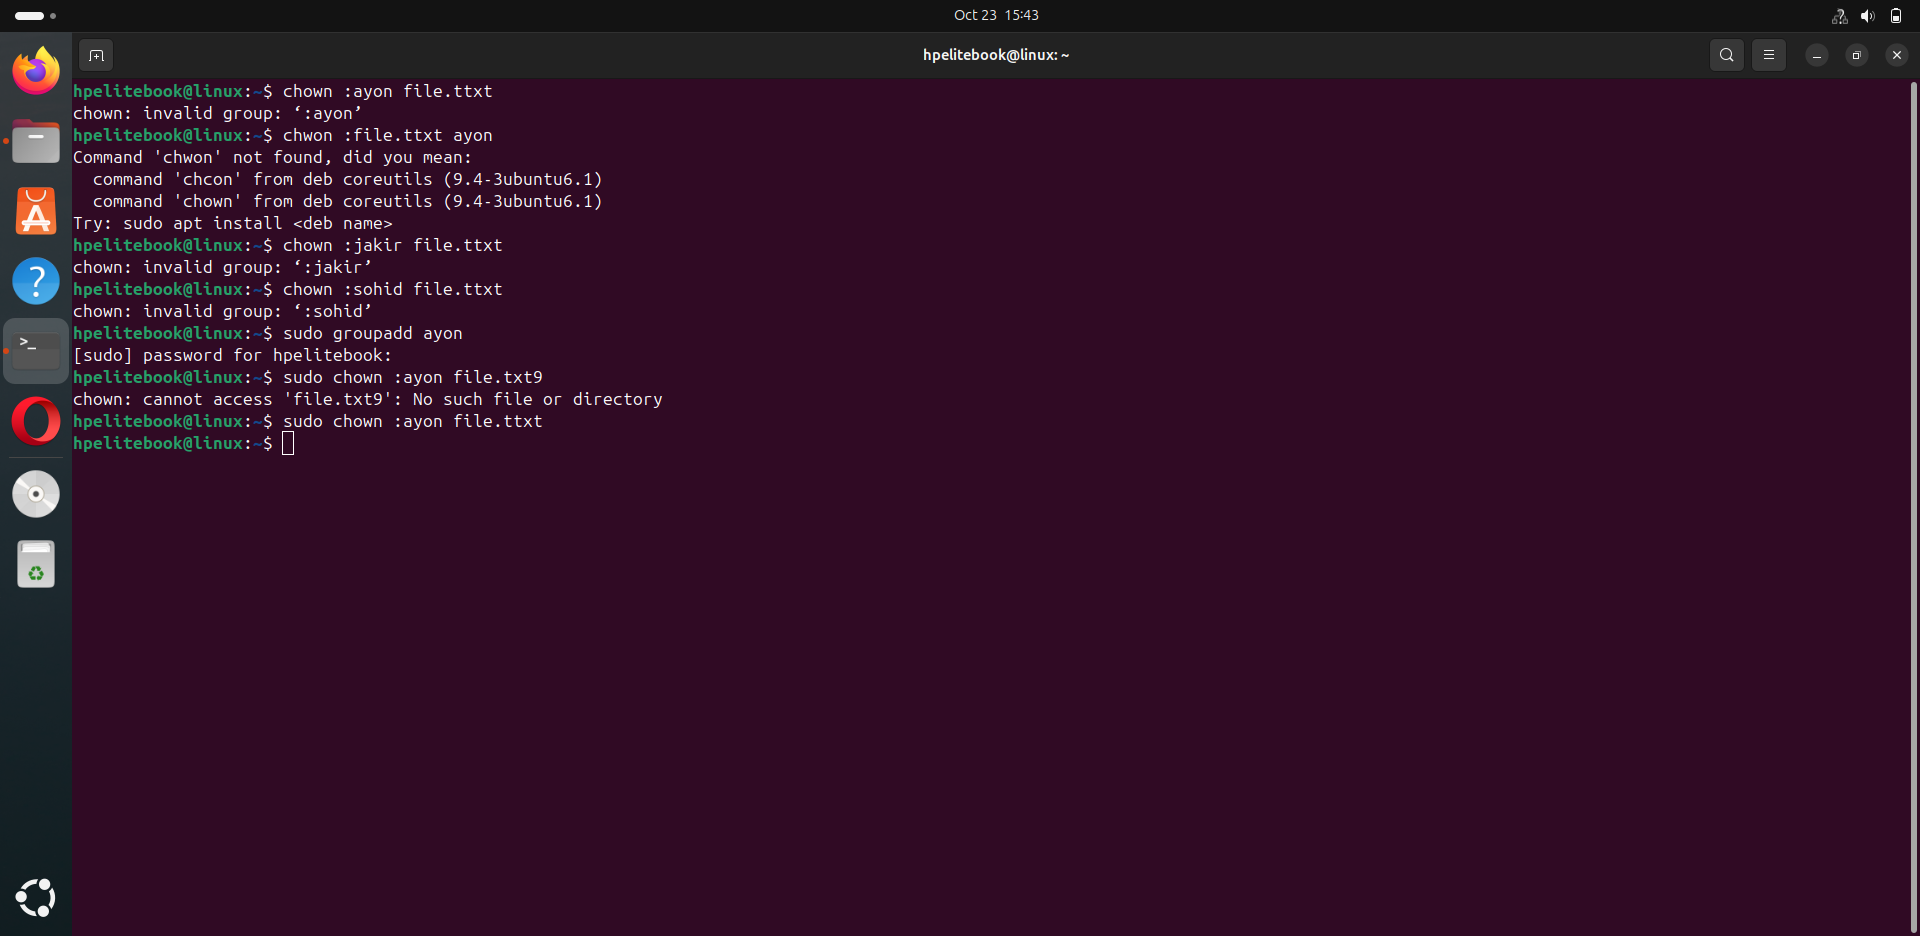 Oct 23 15:43
hpelitebook@linux: ~
hpelitebook@linux:~$ chown :ayon file.ttxt
chown: invalid group: ‘:ayon’
hpelitebook@linux:~$ chwon :file.ttxt ayon
Command 'chwon' not found, did you mean:
  command 'chcon' from deb coreutils (9.4-3ubuntu6.1)
  command 'chown' from deb coreutils (9.4-3ubuntu6.1)
Try: sudo apt install <deb name>
hpelitebook@linux:~$ chown :jakir file.ttxt
chown: invalid group: ‘:jakir’
hpelitebook@linux:~$ chown :sohid file.ttxt
chown: invalid group: ‘:sohid’
hpelitebook@linux:~$ sudo groupadd ayon
[sudo] password for hpelitebook:
hpelitebook@linux:~$ sudo chown :ayon file.txt9
chown: cannot access 'file.txt9': No such file or directory
hpelitebook@linux:~$ sudo chown :ayon file.ttxt
hpelitebook@linux:~$